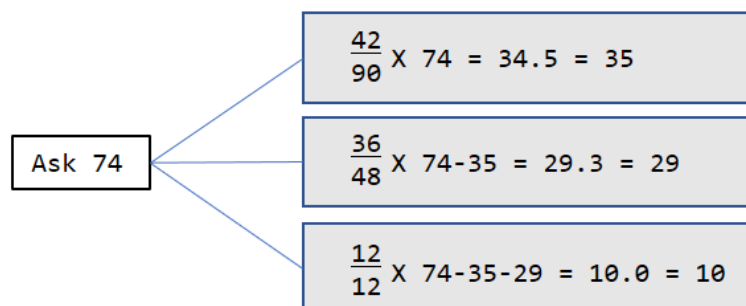 42/90 X 74 = 34.5 = 35
Ask 74
36/48 X 74-35 = 29.3 = 29
12/12 X 74-35-29 = 10.0 = 10